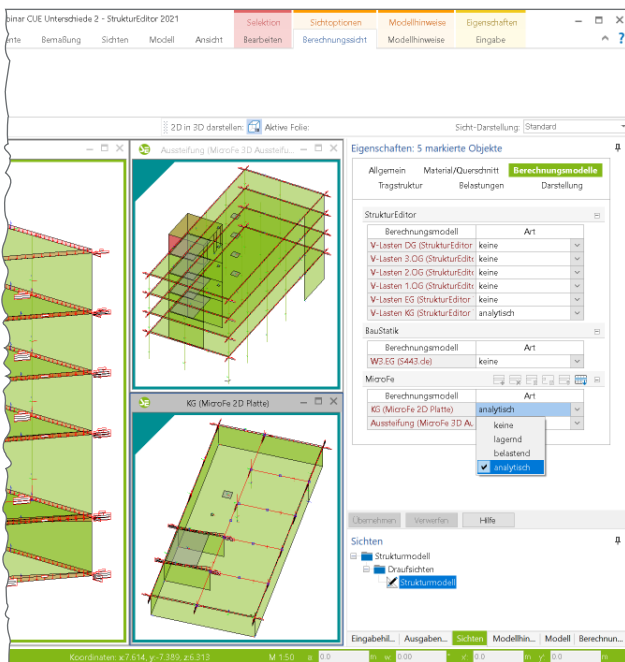 binar CUE Unterschiede 2 - StrukturEditor 2021
Selektion Sichtoptionen Modellhinweise Eigenschaften
ente Bemaßung Sichten Modell Ansicht Bearbeiten Berechnungssicht Modellhinweise Eingabe
2D in 3D darstellen: Aktive Folie: Sicht-Darstellung: Standard
Aussteifung (MicroFe 3D Aussteifu...
Eigenschaften: 5 markierte Objekte
Allgemein Material/Querschnitt Berechnungsmodelle
Tragstruktur Belastungen Darstellung
StrukturEditor
Berechnungsmodell Art
V-Lasten DG (StrukturEditor keine
V-Lasten 3.OG (StrukturEdito keine
V-Lasten 2.OG (StrukturEdito keine
V-Lasten 1.OG (StrukturEdito keine
V-Lasten EG (StrukturEditor keine
V-Lasten KG (StrukturEditor analytisch
BauStatik
Berechnungsmodell Art
W3.EG (S443.de) keine
MicroFe
Berechnungsmodell Art
KG (MicroFe 2D Platte) analytisch
Aussteifung (MicroFe 3D Au...
keine
lagernd
belastend
analytisch
KG (MicroFe 2D Platte)
Übernehmen Verwerfen Hilfe
Sichten
Strukturmodell
Draufsichten
Strukturmodell
Eingabehil... Ausgaben... Sichten Modellhin... Modell Berechnun...
Koordinaten: x:7.614, y:-7.389, z:6.313 M 1:50 a: 0.0 m w: 0.00 ° x': 0.0 m y': 0.0 m